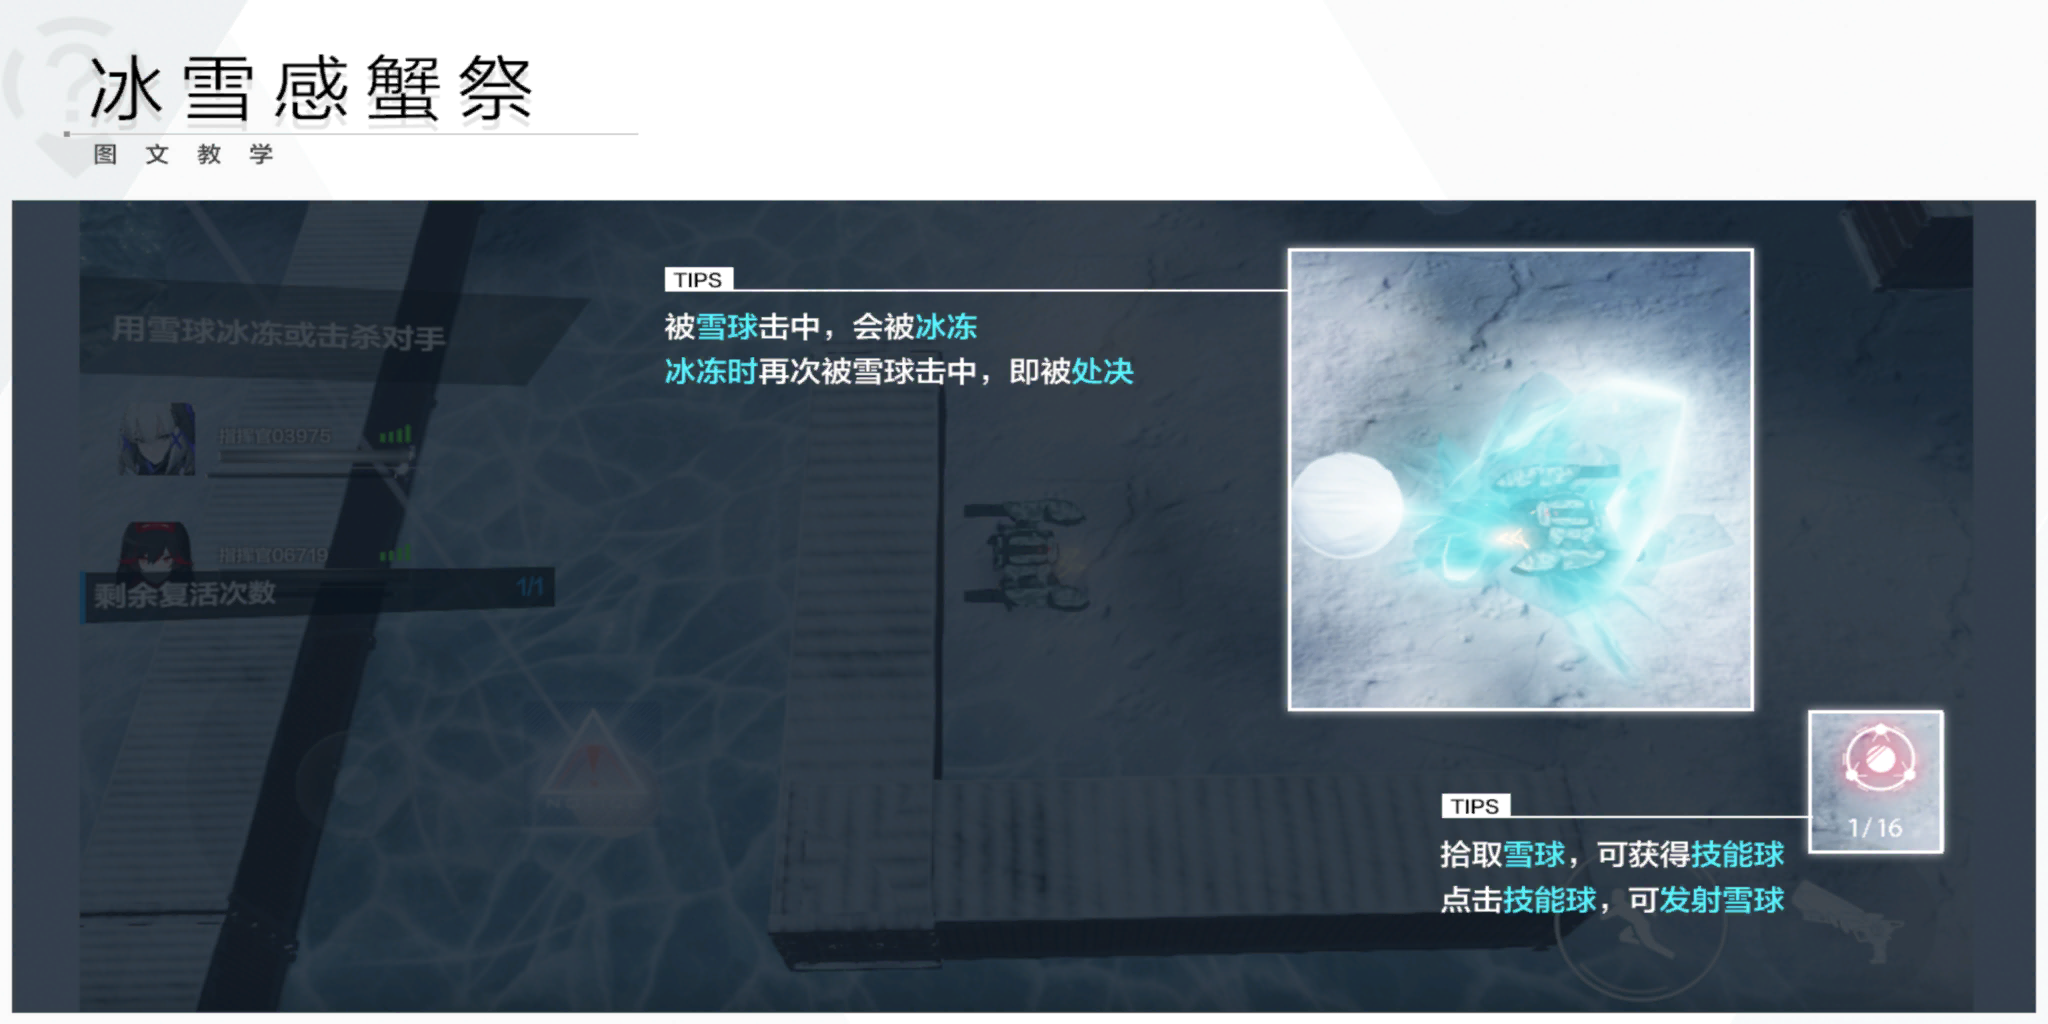 冰雪感蟹祭
图文教学
TIPS
被雪球击中，会被冰冻
冰冻时再次被雪球击中，即被处决
用雪球冰冻或击杀对手
指挥官03975
指挥官06719
剩余复活次数 1/1
1/16
TIPS
拾取雪球，可获得技能球
点击技能球，可发射雪球